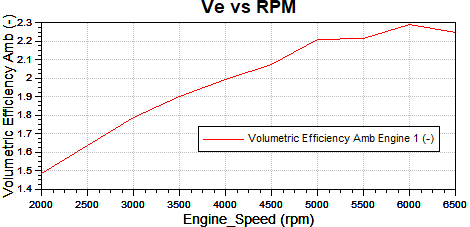 Ve vs RPM
Volumetric Efficiency Amb (-)
2.3
2.2
2.1
2
1.9
1.8
1.7
1.6
1.5
1.4
Volumetric Efficiency Amb Engine 1 (-)
2000 2500 3000 3500 4000 4500 5000 5500 6000 6500
Engine_Speed (rpm)